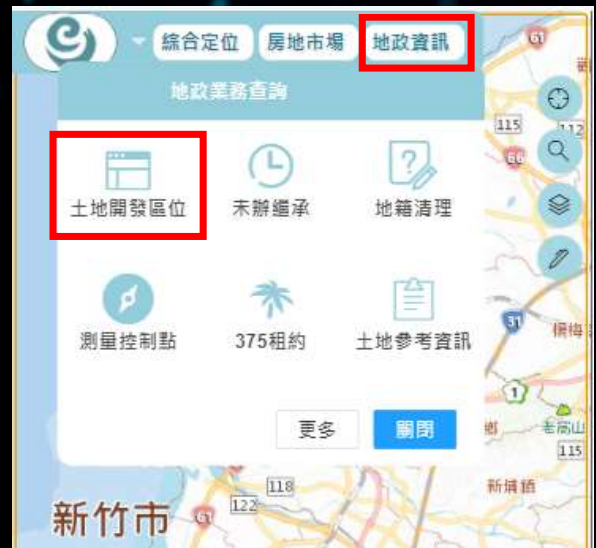 綜合定位 房地市場 地政資訊
地政業務查詢
土地開發區位 未辦繼承 地籍清理
測量控制點 375租約 土地參考資訊
更多 關閉
61
115 112
66
31
楊梅
1
老窩山
115
118
122
新埔鎮
新竹市
61